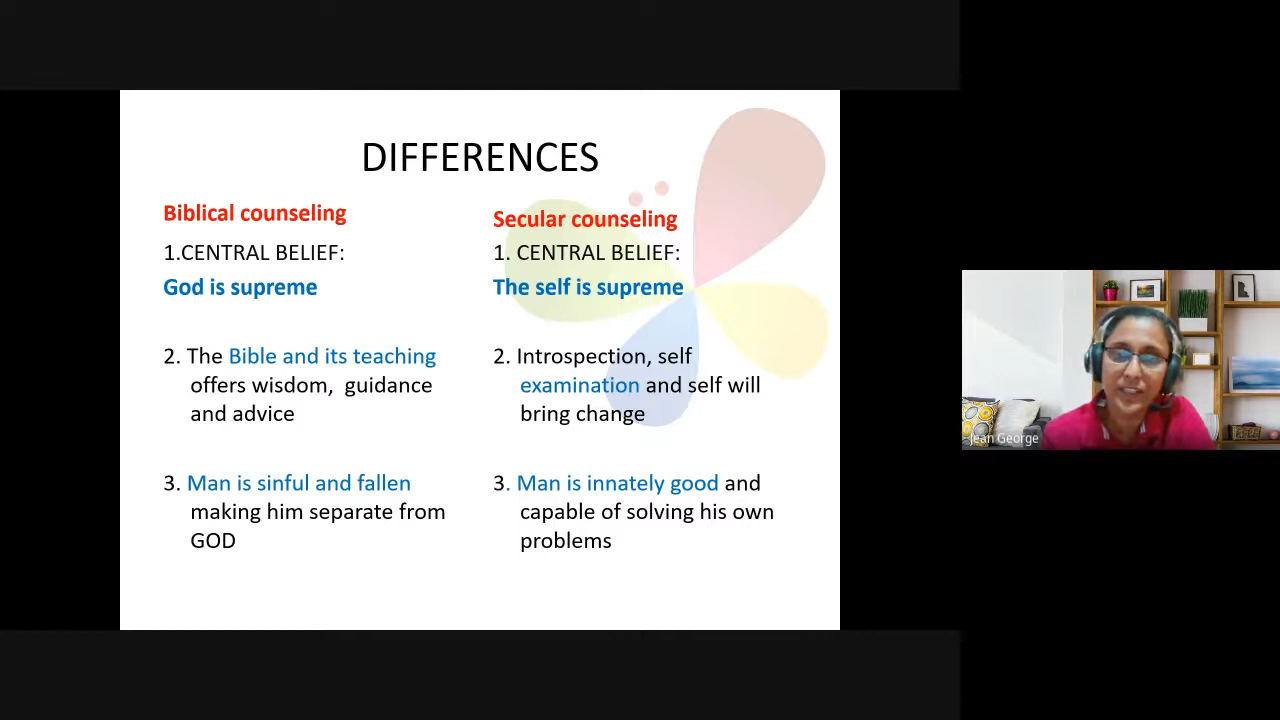 DIFFERENCES
Biblical counseling
1.CENTRAL BELIEF:
God is supreme
2. The Bible and its teaching
offers wisdom,  guidance
and advice
3. Man is sinful and fallen
making him separate from
GOD
Secular counseling
1. CENTRAL BELIEF:
The self is supreme
2. Introspection, self
examination and self will
bring change
3. Man is innately good and
capable of solving his own
problems
Jean George